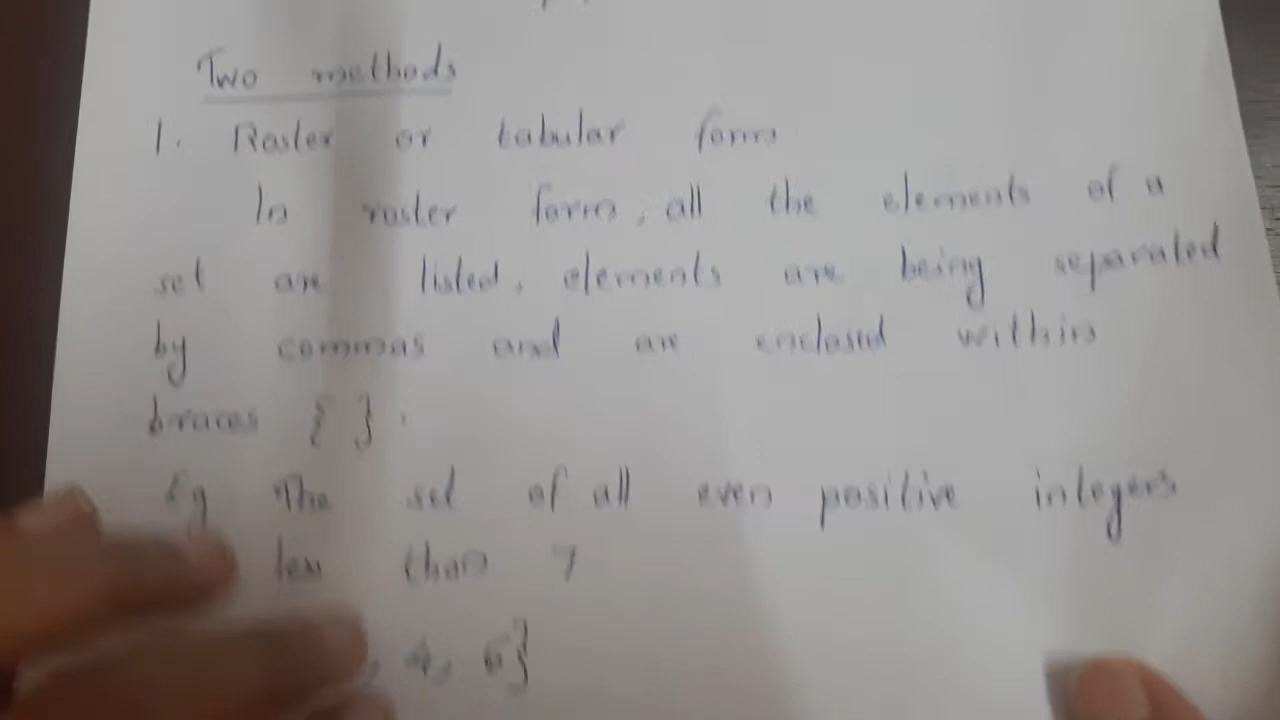 Two methods
1. Roster or tabular form
In roster form, all the elements of a
set are listed, elements are being separated
by commas and are enclosed within
braces { }.
Eg The set of all even positive integers
less than 7
, 4, 6}